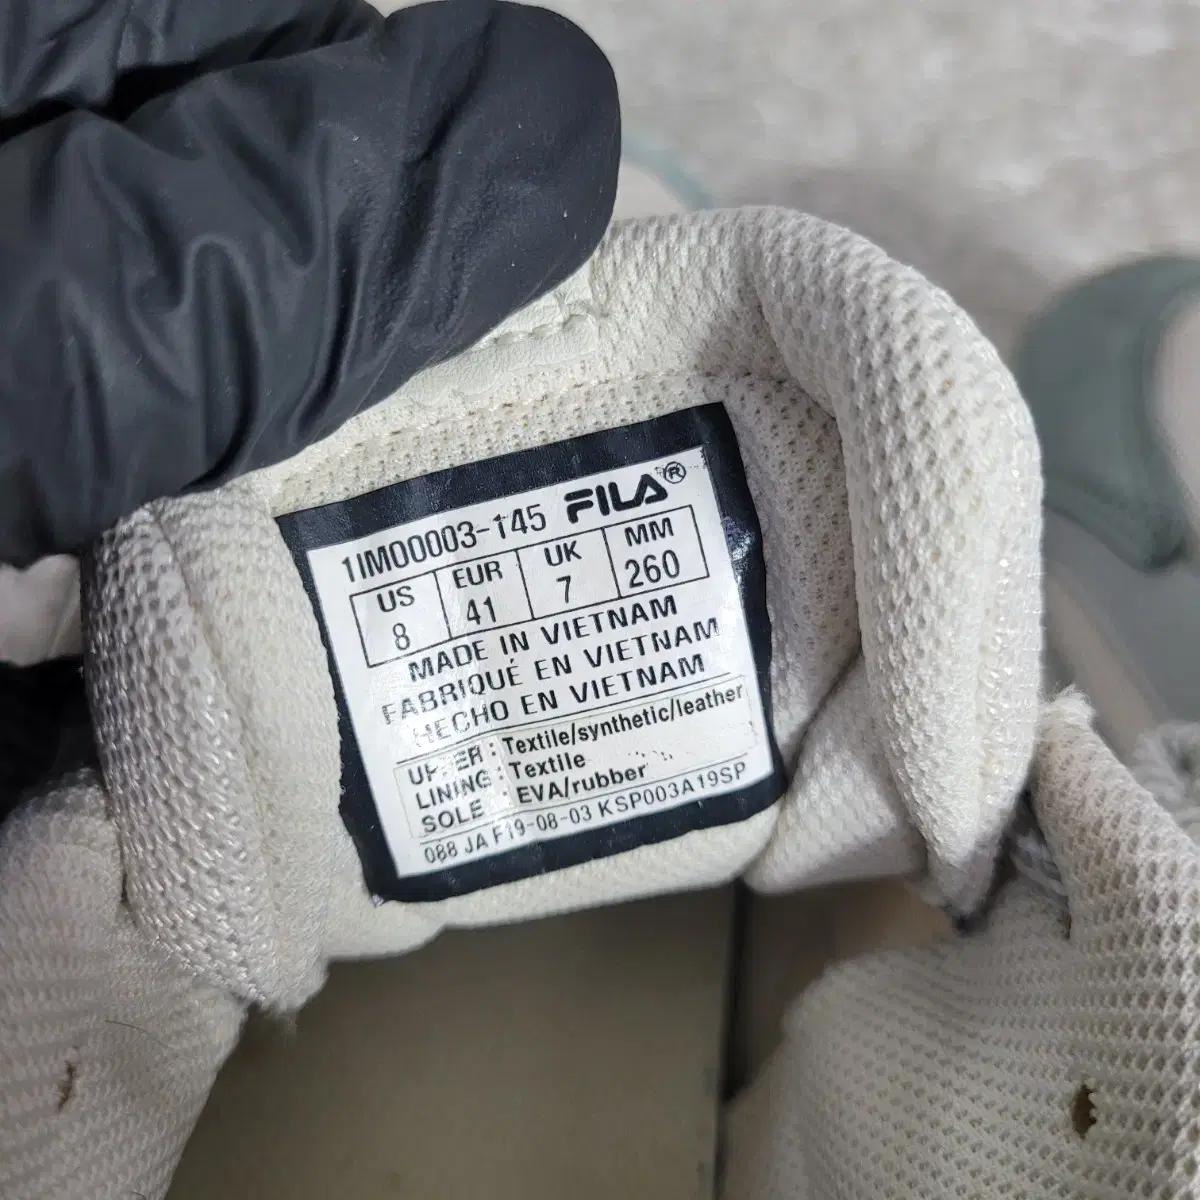 1IM00003-145 FILA®
US EUR UK MM
8 41 7 260
MADE IN VIETNAM
FABRIQUÉ EN VIETNAM
HECHO EN VIETNAM
UPPER : Textile/synthetic/leather
LINING : Textile
SOLE : EVA/rubber
088 JA F19-08-03 KSP003A19SP